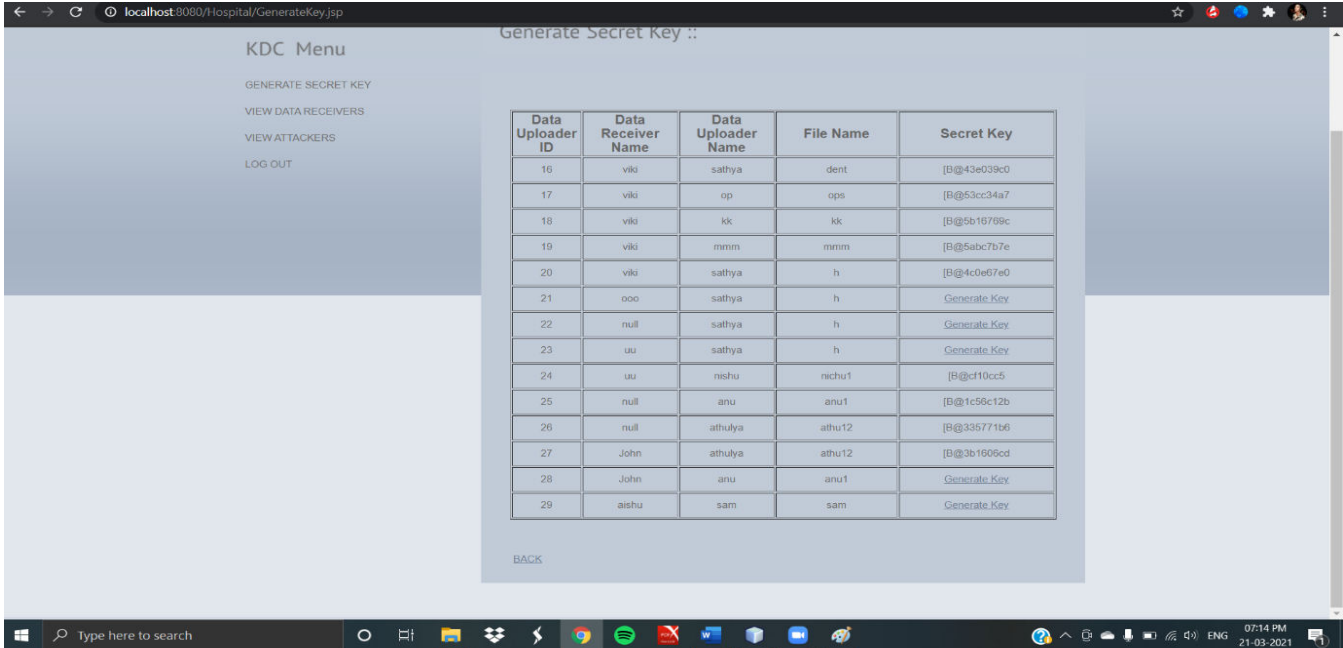 localhost:8080/Hospital/GenerateKey.jsp
KDC Menu
GENERATE SECRET KEY
VIEW DATA RECEIVERS
VIEW ATTACKERS
LOG OUT
Generate Secret Key ::
Data Uploader ID Data Receiver Name Data Uploader Name File Name Secret Key
16 viki sathya dent [B@43e039c0
17 viki op ops [B@53cc34a7
18 viki kk kk [B@5b16769c
19 viki mmm mmm [B@5abc7b7e
20 viki sathya h [B@4c0e67e0
21 ooo sathya h Generate Key
22 null sathya h Generate Key
23 uu sathya h Generate Key
24 uu nishu nichu1 [B@cf10cc5
25 null anu anu1 [B@1c56c12b
26 null athulya athu12 [B@335771b6
27 John athulya athu12 [B@3b1606cd
28 John anu anu1 Generate Key
29 aishu sam sam Generate Key
BACK
Type here to search
ENG
07:14 PM
21-03-2021